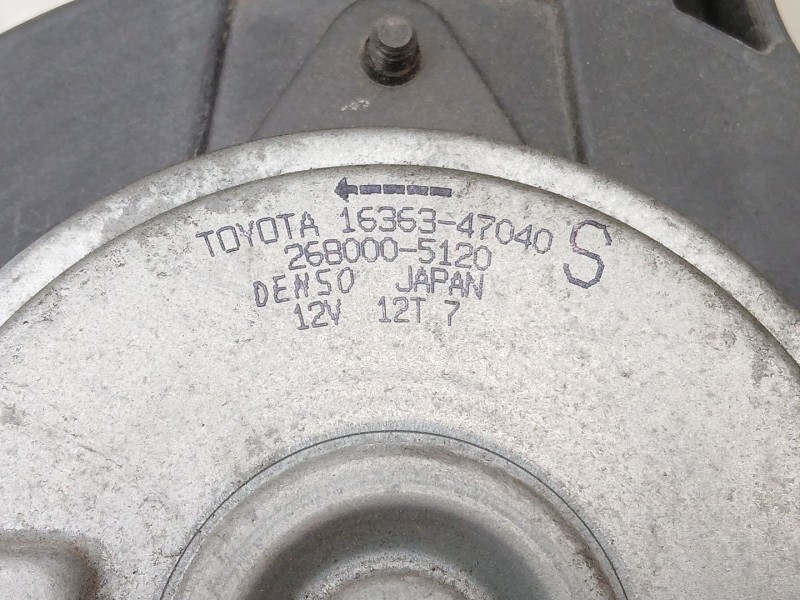 TOYOTA 16363-47040 S
268000-5120
DENSO JAPAN
12V 12T 7